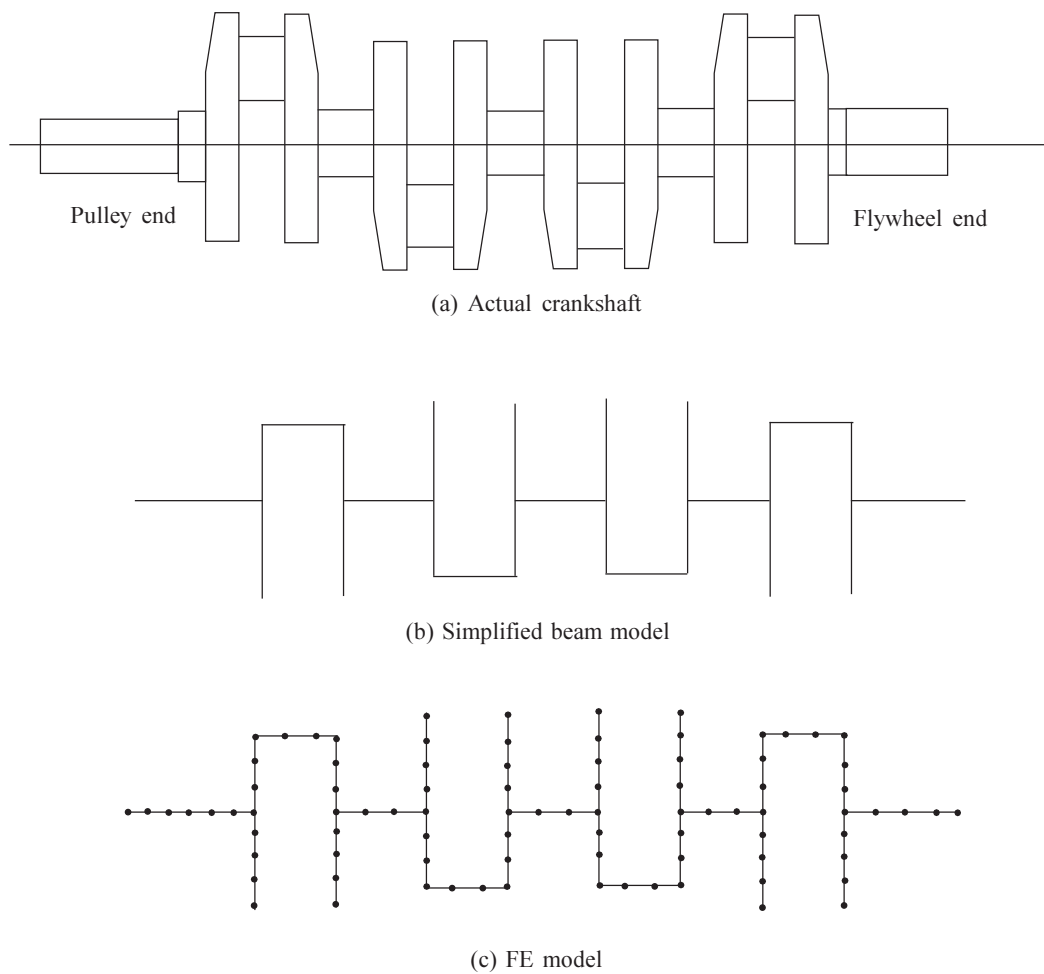 Pulley end
Flywheel end
(a) Actual crankshaft
(b) Simplified beam model
(c) FE model